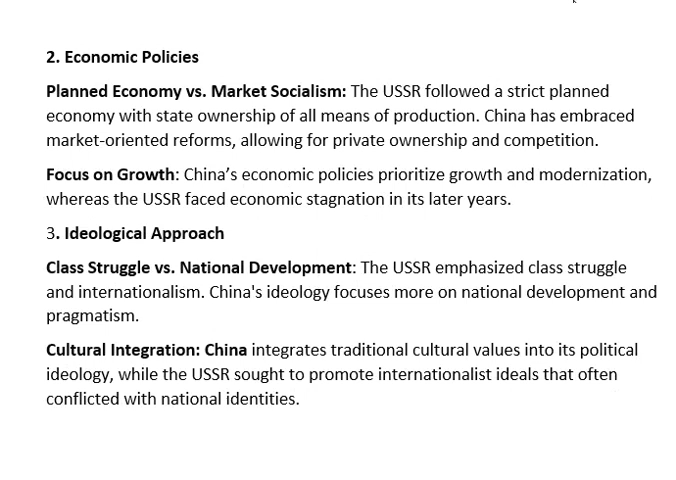 2. Economic Policies
Planned Economy vs. Market Socialism: The USSR followed a strict planned
economy with state ownership of all means of production. China has embraced
market-oriented reforms, allowing for private ownership and competition.
Focus on Growth: China’s economic policies prioritize growth and modernization,
whereas the USSR faced economic stagnation in its later years.
3. Ideological Approach
Class Struggle vs. National Development: The USSR emphasized class struggle
and internationalism. China's ideology focuses more on national development and
pragmatism.
Cultural Integration: China integrates traditional cultural values into its political
ideology, while the USSR sought to promote internationalist ideals that often
conflicted with national identities.